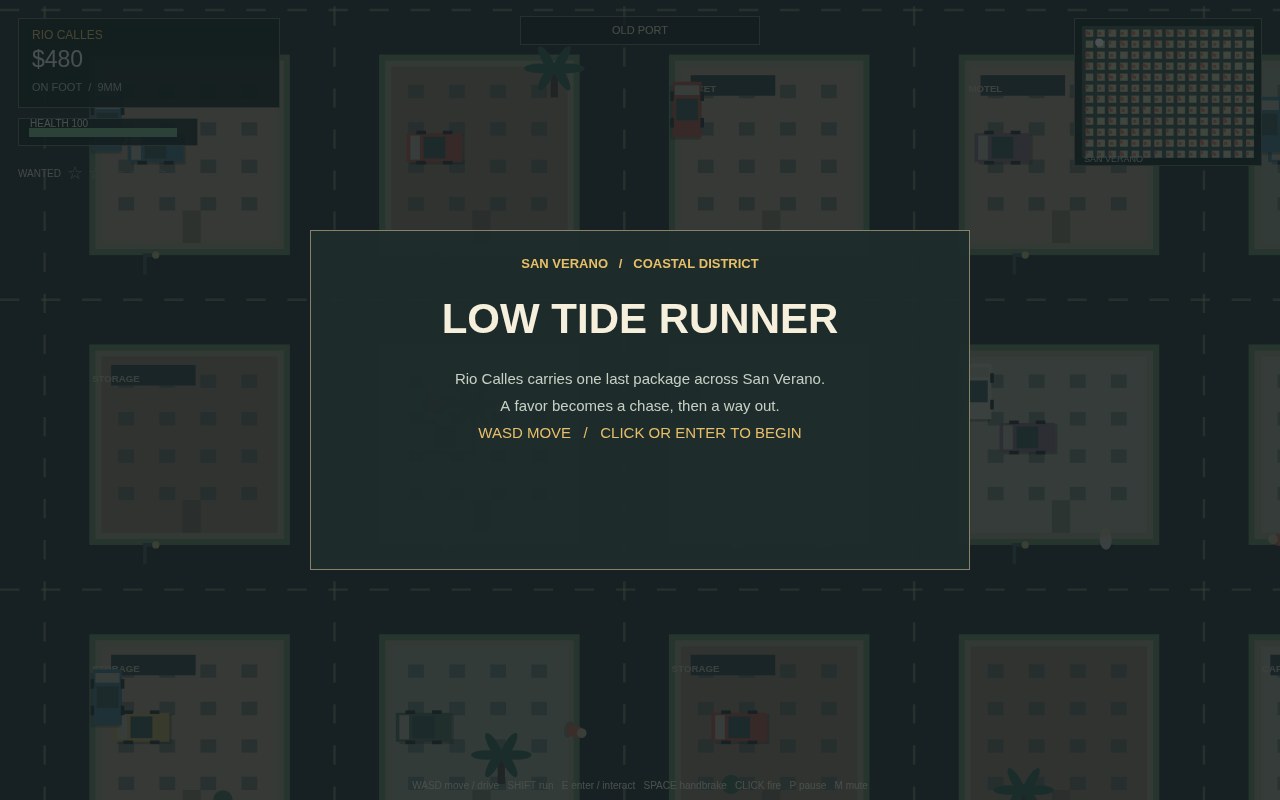 RIO CALLES
$480
ON FOOT / 9MM
HEALTH 100
WANTED ☆
OLD PORT
MOTEL
SAN VERANO
SAN VERANO / COASTAL DISTRICT
LOW TIDE RUNNER
Rio Calles carries one last package across San Verano.
A favor becomes a chase, then a way out.
WASD MOVE / CLICK OR ENTER TO BEGIN
STORAGE
STORAGE
WASD move / drive SHIFT run E enter / interact SPACE handbrake CLICK fire P pause M mute